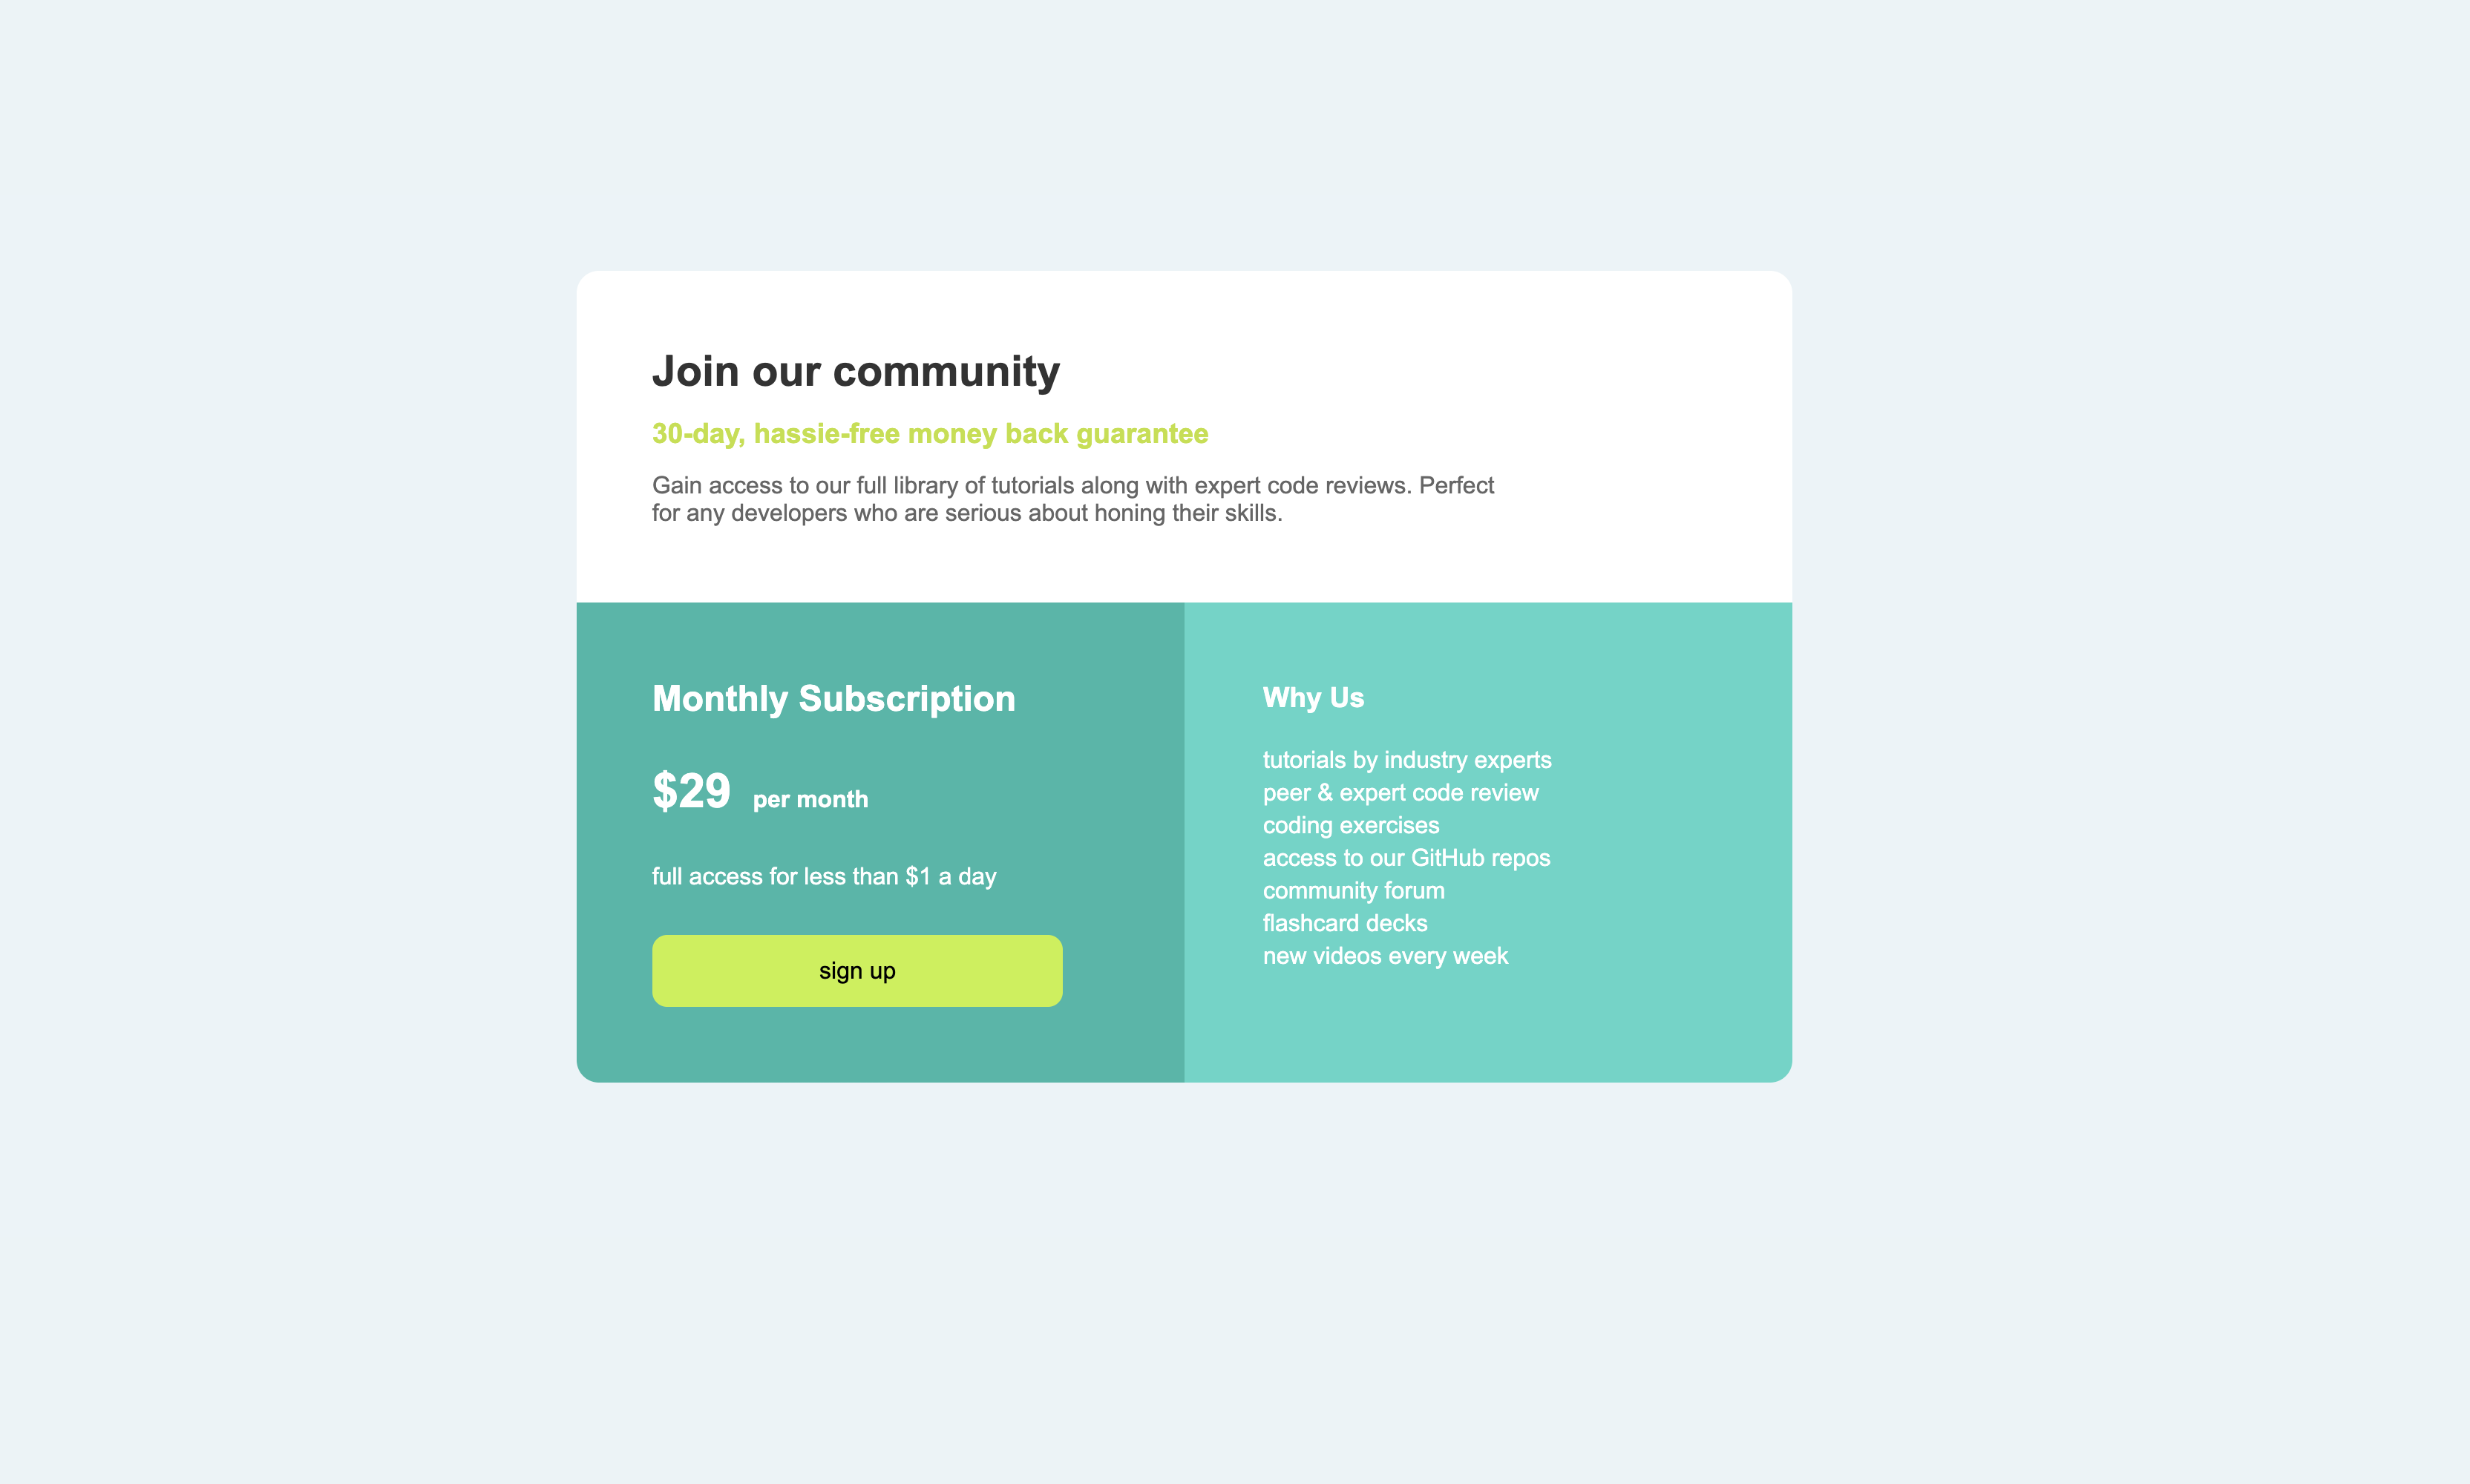 Join our community
30-day, hassie-free money back guarantee
Gain access to our full library of tutorials along with expert code reviews. Perfect
for any developers who are serious about honing their skills.
Monthly Subscription
$29 per month
full access for less than $1 a day
sign up
Why Us
tutorials by industry experts
peer & expert code review
coding exercises
access to our GitHub repos
community forum
flashcard decks
new videos every week